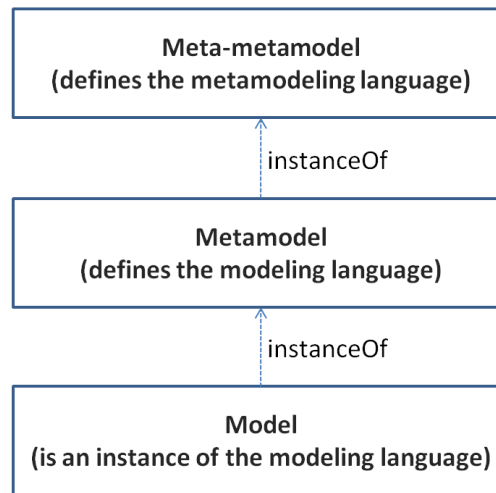 Meta-metamodel
(defines the metamodeling language)
instanceOf
Metamodel
(defines the modeling language)
instanceOf
Model
(is an instance of the modeling language)